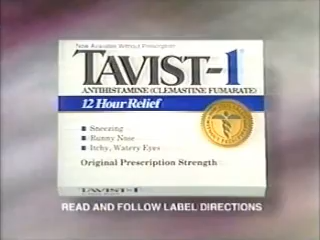 Now Available Without Prescription
TAVIST-1
ANTIHISTAMINE (CLEMASTINE FUMARATE)
12 Hour Relief
Sneezing
Runny Nose
Itchy, Watery Eyes
Original Prescription Strength
TAVIST-1
READ AND FOLLOW LABEL DIRECTIONS